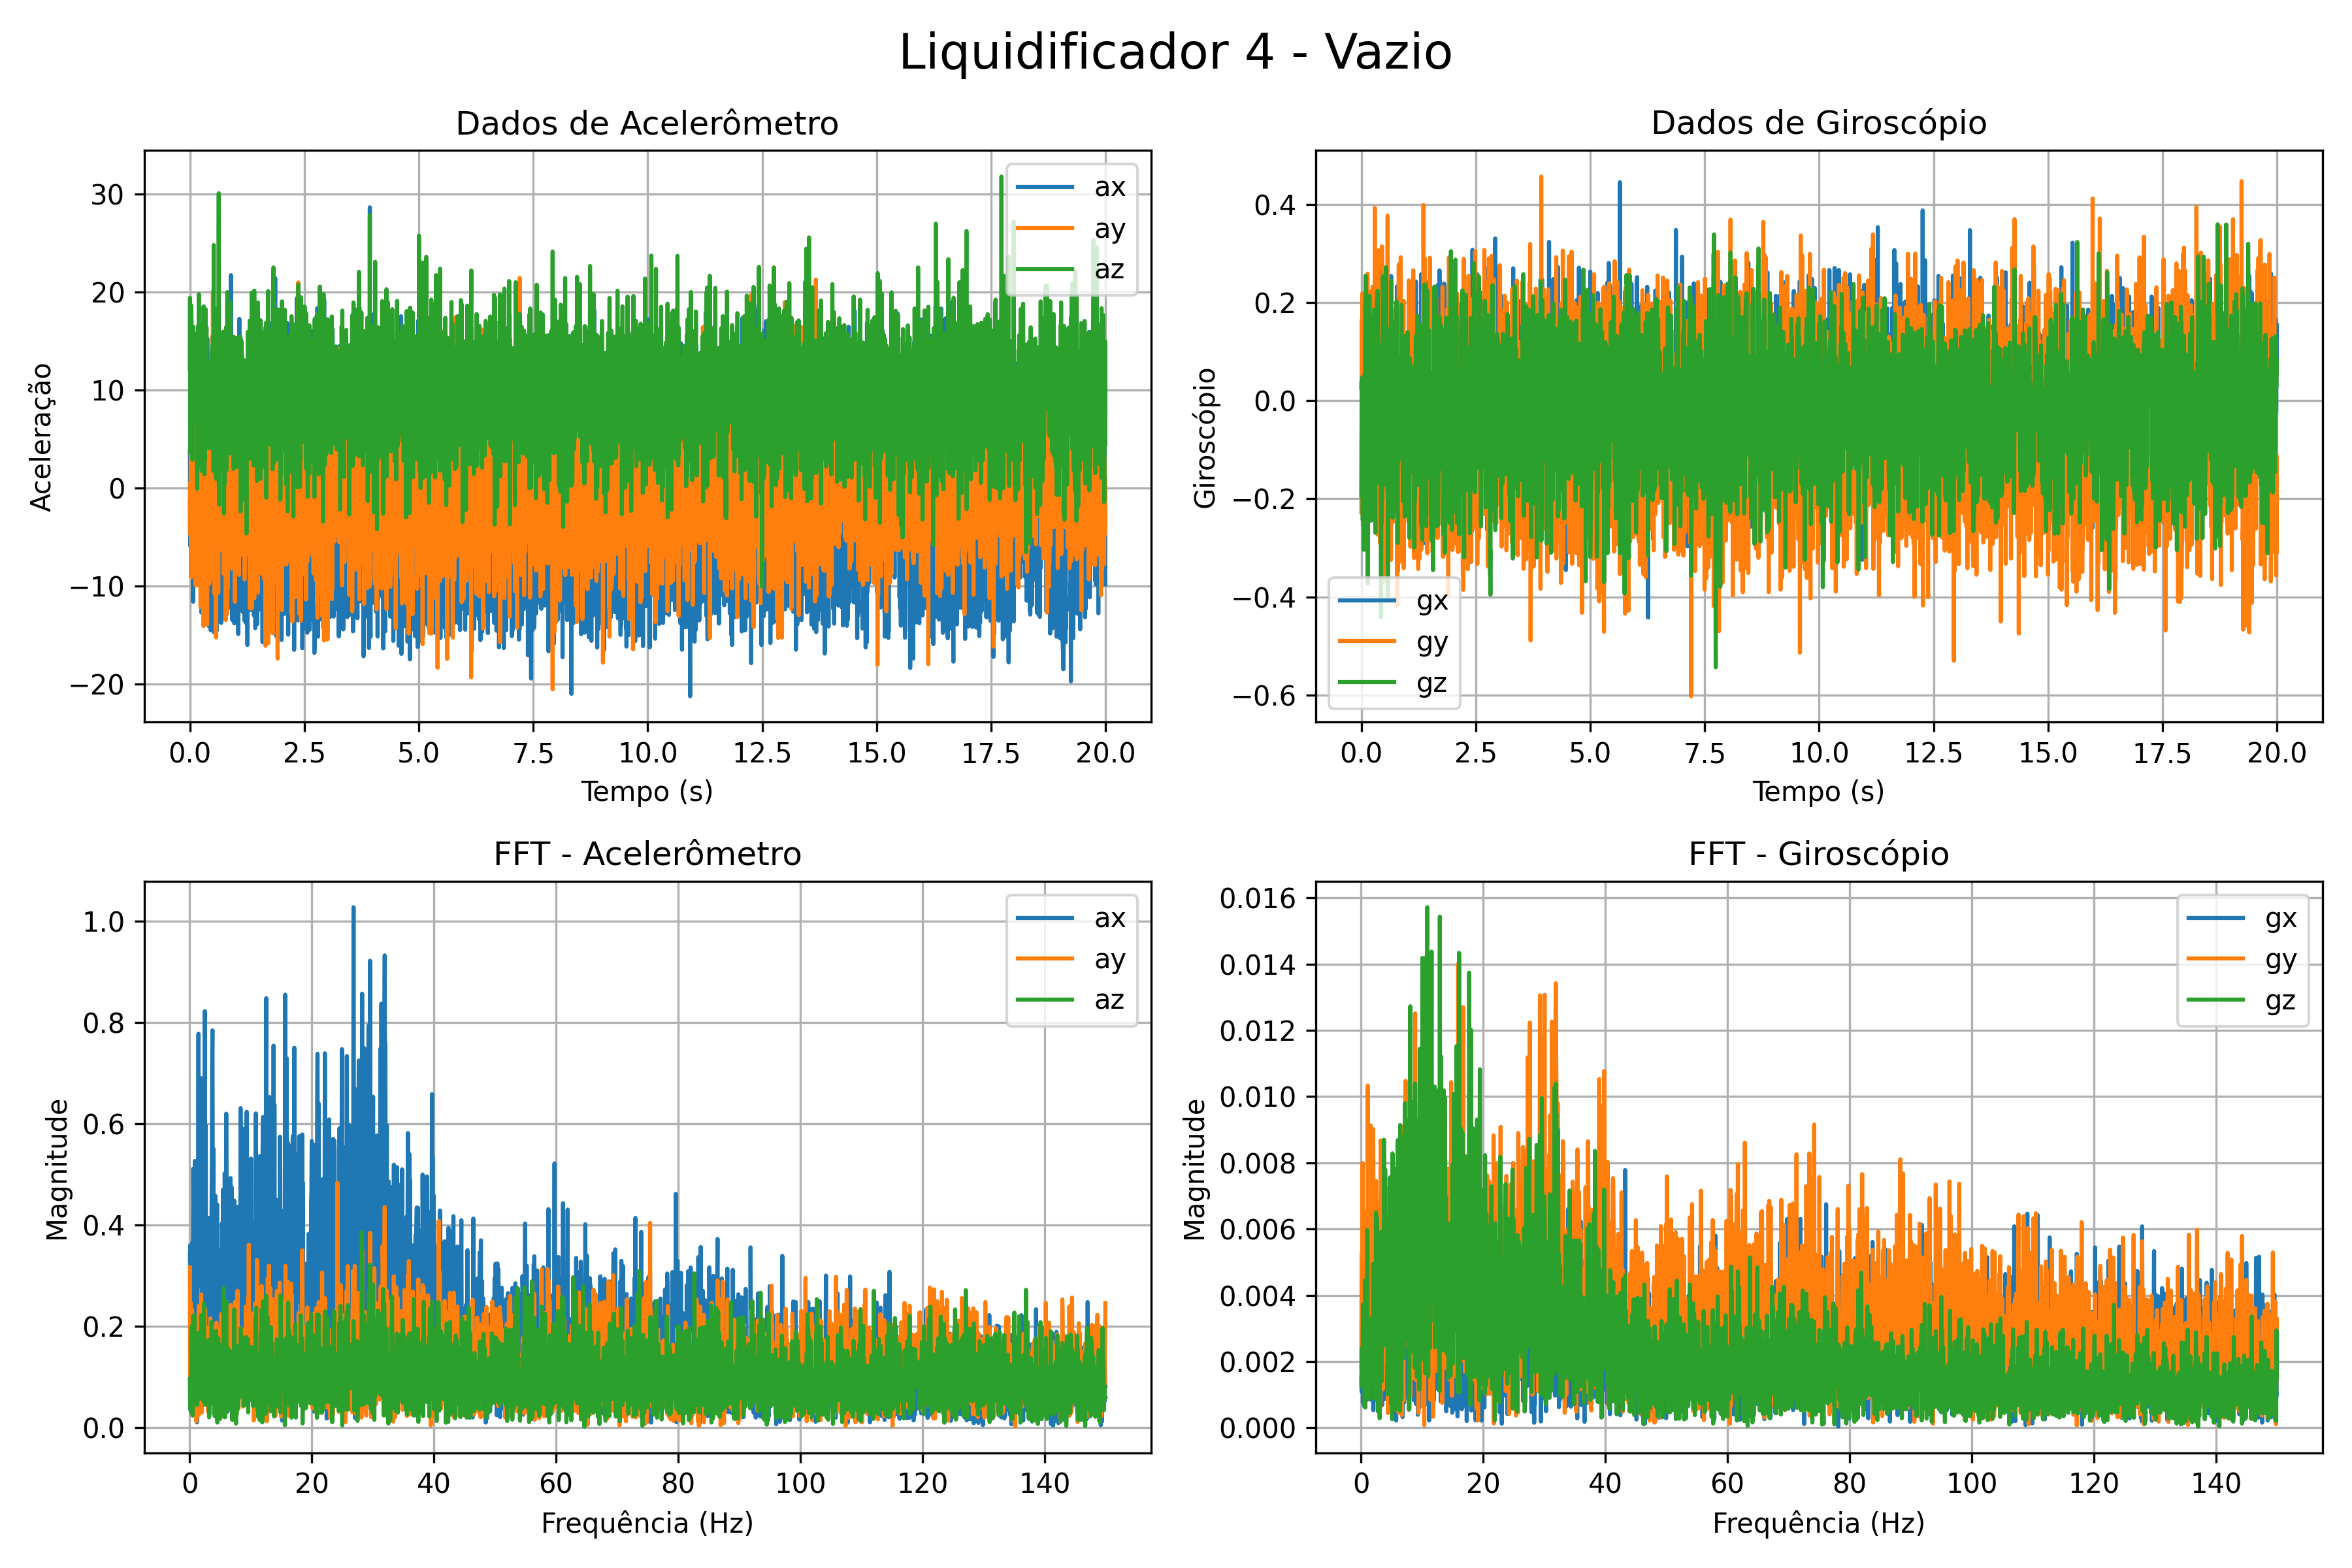 Liquidificador 4 - Vazio
Dados de Acelerômetro
Aceleração
30
20
10
0
−10
−20
ax
ay
az
0.0 2.5 5.0 7.5 10.0 12.5 15.0 17.5 20.0
Tempo (s)
Dados de Giroscópio
Giroscópio
0.4
0.2
0.0
−0.2
−0.4
−0.6
gx
gy
gz
0.0 2.5 5.0 7.5 10.0 12.5 15.0 17.5 20.0
Tempo (s)
FFT - Acelerômetro
Magnitude
1.0
0.8
0.6
0.4
0.2
0.0
ax
ay
az
0 20 40 60 80 100 120 140
Frequência (Hz)
FFT - Giroscópio
Magnitude
0.016
0.014
0.012
0.010
0.008
0.006
0.004
0.002
0.000
gx
gy
gz
0 20 40 60 80 100 120 140
Frequência (Hz)